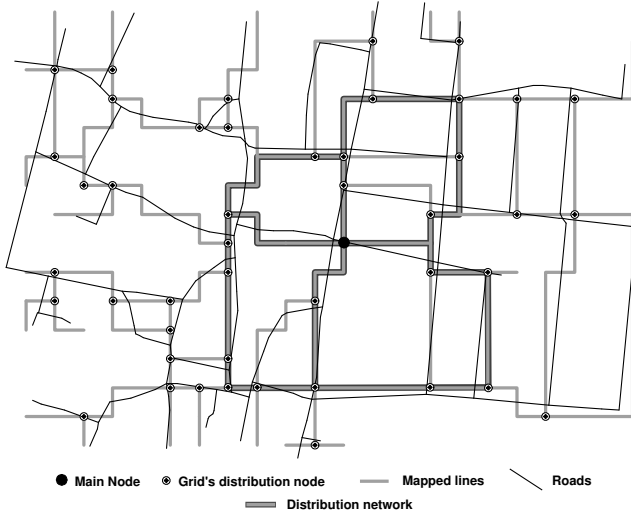 Main Node
Grid's distribution node
Mapped lines
Roads
Distribution network